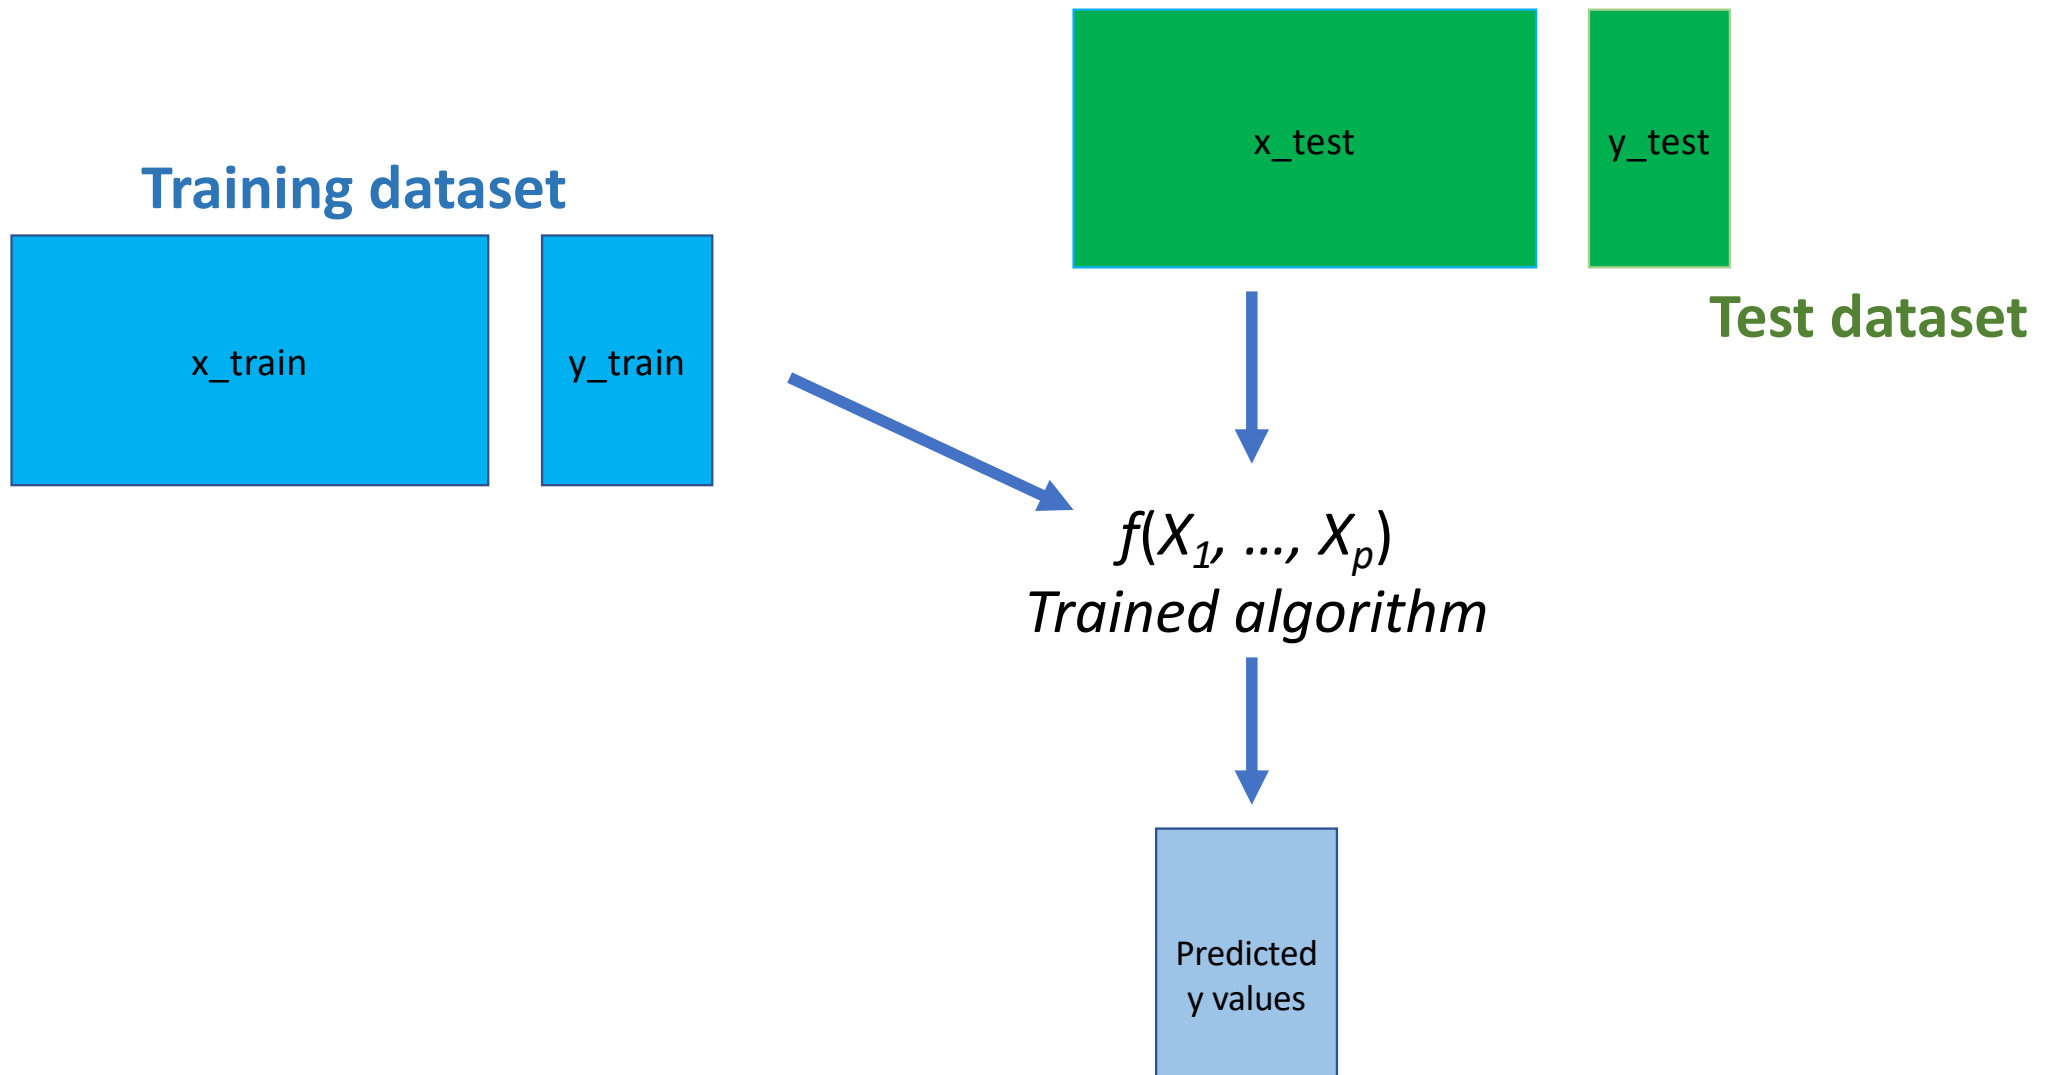 x_test
y_test
Training dataset
Test dataset
x_train
y_train
f(X1, ..., Xp)
Trained algorithm
Predicted
y values